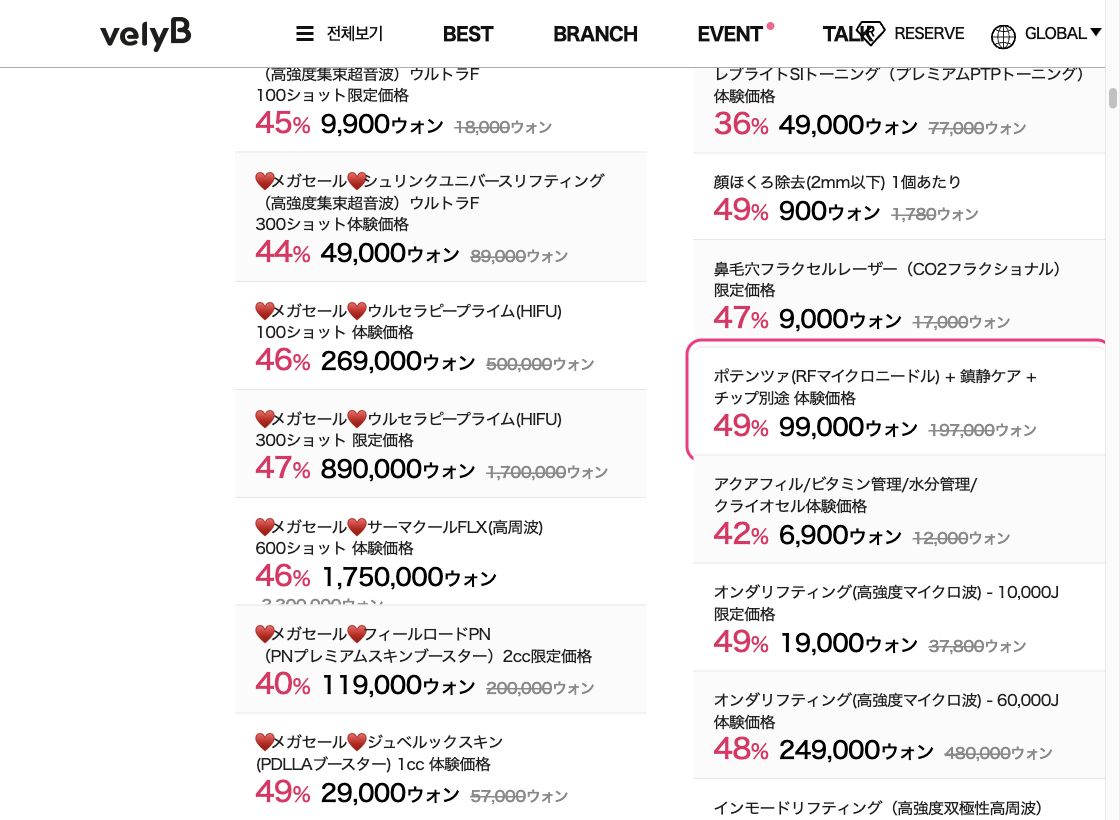 velyB
전체보기
BEST
BRANCH
EVENT
TALK
RESERVE
GLOBAL
（高強度集束超音波）ウルトラF
100ショット限定価格
45% 9,900ウォン 18,000ウォン
メガセール シュリンクユニバースリフティング
（高強度集束超音波）ウルトラF
300ショット体験価格
44% 49,000ウォン 89,000ウォン
メガセール ウルセラピープライム(HIFU)
100ショット 体験価格
46% 269,000ウォン 500,000ウォン
メガセール ウルセラピープライム(HIFU)
300ショット 限定価格
47% 890,000ウォン 1,700,000ウォン
メガセール サーマクールFLX(高周波)
600ショット 体験価格
46% 1,750,000ウォン
メガセール フィールロードPN
（PNプレミアムスキンブースター）2cc限定価格
40% 119,000ウォン 200,000ウォン
メガセール ジュベルックスキン
(PDLLAブースター) 1cc 体験価格
49% 29,000ウォン 57,000ウォン
レブライトSIトーニング（プレミアムPTPトーニング）
体験価格
36% 49,000ウォン 77,000ウォン
顔ほくろ除去(2mm以下) 1個あたり
49% 900ウォン 1,780ウォン
鼻毛穴フラクセルレーザー（CO2フラクショナル）
限定価格
47% 9,000ウォン 17,000ウォン
ポテンツァ(RFマイクロニードル) + 鎮静ケア +
チップ別途 体験価格
49% 99,000ウォン 197,000ウォン
アクアフィル/ビタミン管理/水分管理/
クライオセル体験価格
42% 6,900ウォン 12,000ウォン
オンダリフティング(高強度マイクロ波) - 10,000J
限定価格
49% 19,000ウォン 37,800ウォン
オンダリフティング(高強度マイクロ波) - 60,000J
体験価格
48% 249,000ウォン 480,000ウォン
インモードリフティング（高強度双極性高周波）